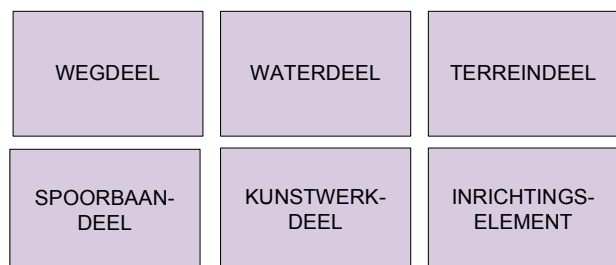 WEGDEEL
WATERDEEL
TERREINDEEL
SPOORBAAN-
DEEL
KUNSTWERK-
DEEL
INRICHTINGS-
ELEMENT